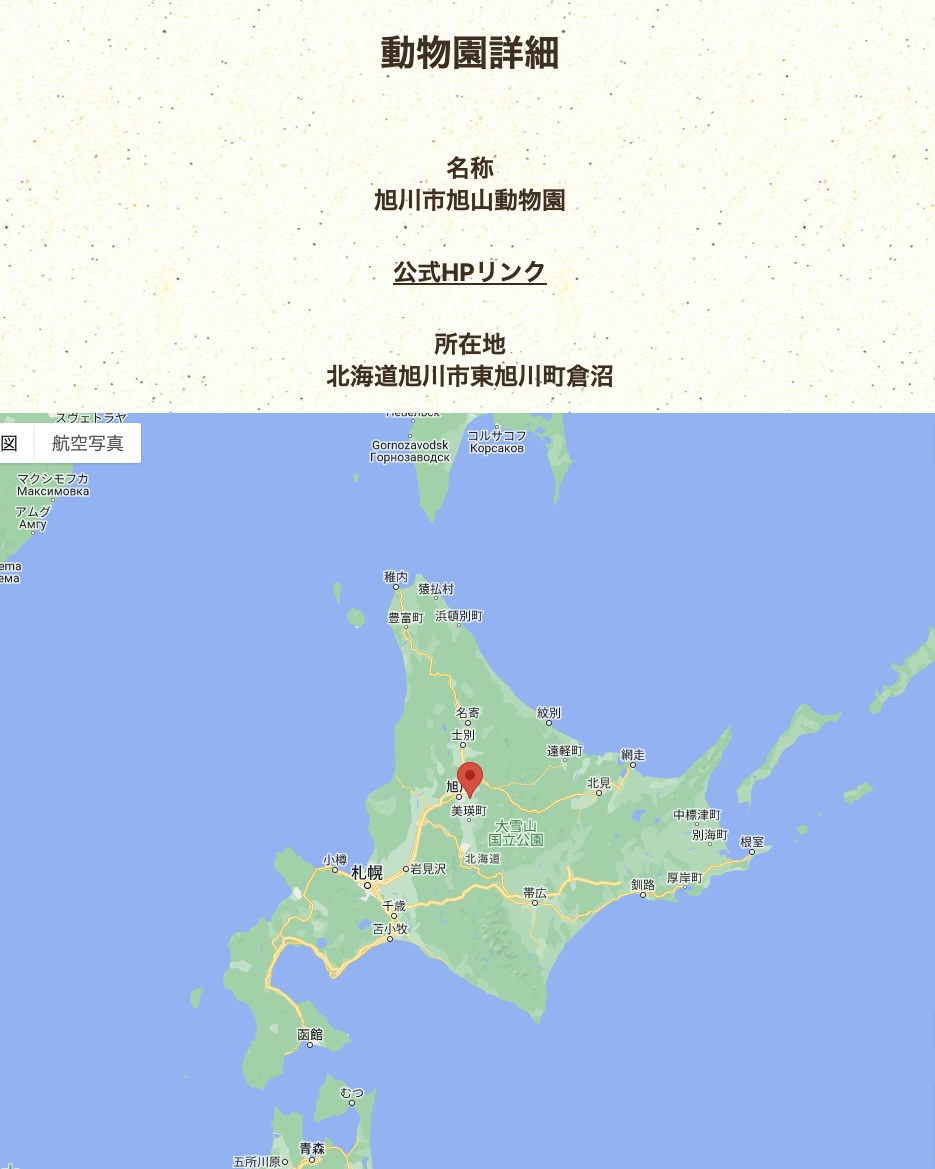 動物園詳細
名称
旭川市旭山動物園
公式HPリンク
所在地
北海道旭川市東旭川町倉沼
スヴェトラヤ
Невельск
図
航空写真
Gornozavodsk
Горнозаводск
コルサコフ
Корсаков
マクシモフカ
Максимовка
アムグ
Амгу
稚内
猿払村
豊富町
浜頓別町
名寄
紋別
士別
遠軽町
網走
旭
北見
美瑛町
大雪山
国立公園
中標津町
別海町
根室
小樽
札幌
岩見沢
北海道
釧路
厚岸町
帯広
千歳
苫小牧
函館
むつ
青森
五所川原